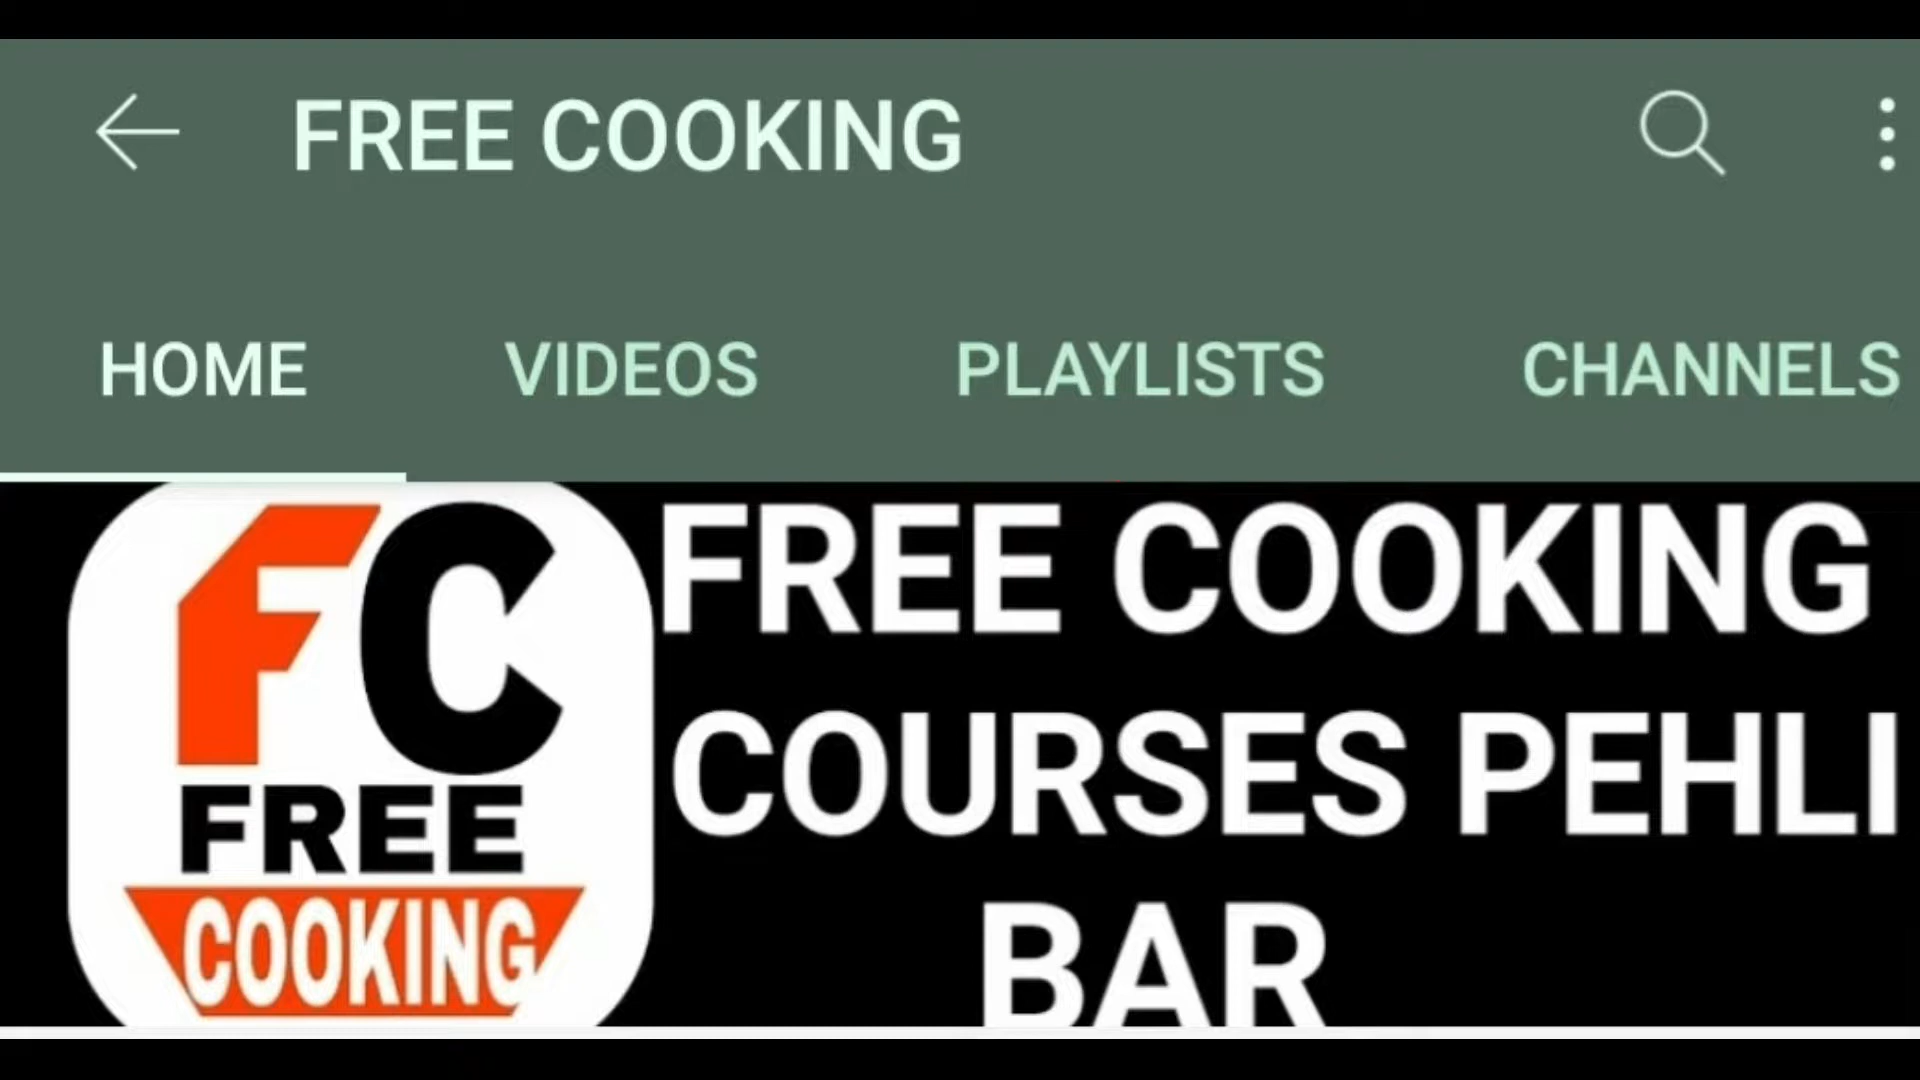 FREE COOKING
HOME VIDEOS PLAYLISTS CHANNELS
FC
FREE
COOKING
FREE COOKING
COURSES PEHLI
BAR